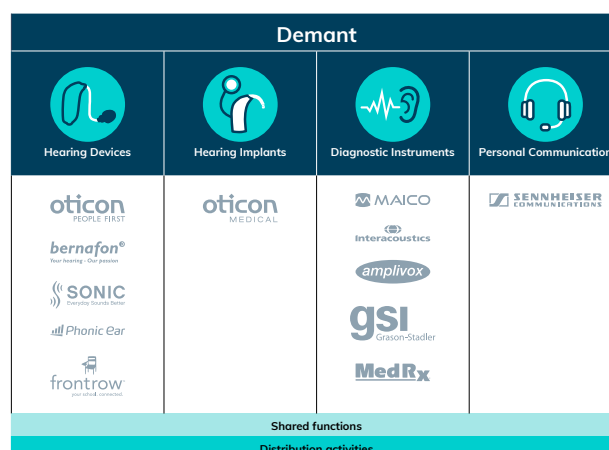 Demant
Hearing Devices
Hearing Implants
Diagnostic Instruments
Personal Communication
oticon
PEOPLE FIRST
bernafon®
Your hearing · Our passion
SONIC
Everyday Sounds Better
Phonic Ear
frontrow
your school. connected.
oticon
MEDICAL
MAICO
Interacoustics
amplivox
gsi
Grason-Stadler
MedRx
SENNHEISER
COMMUNICATIONS
Shared functions
Distribution activities